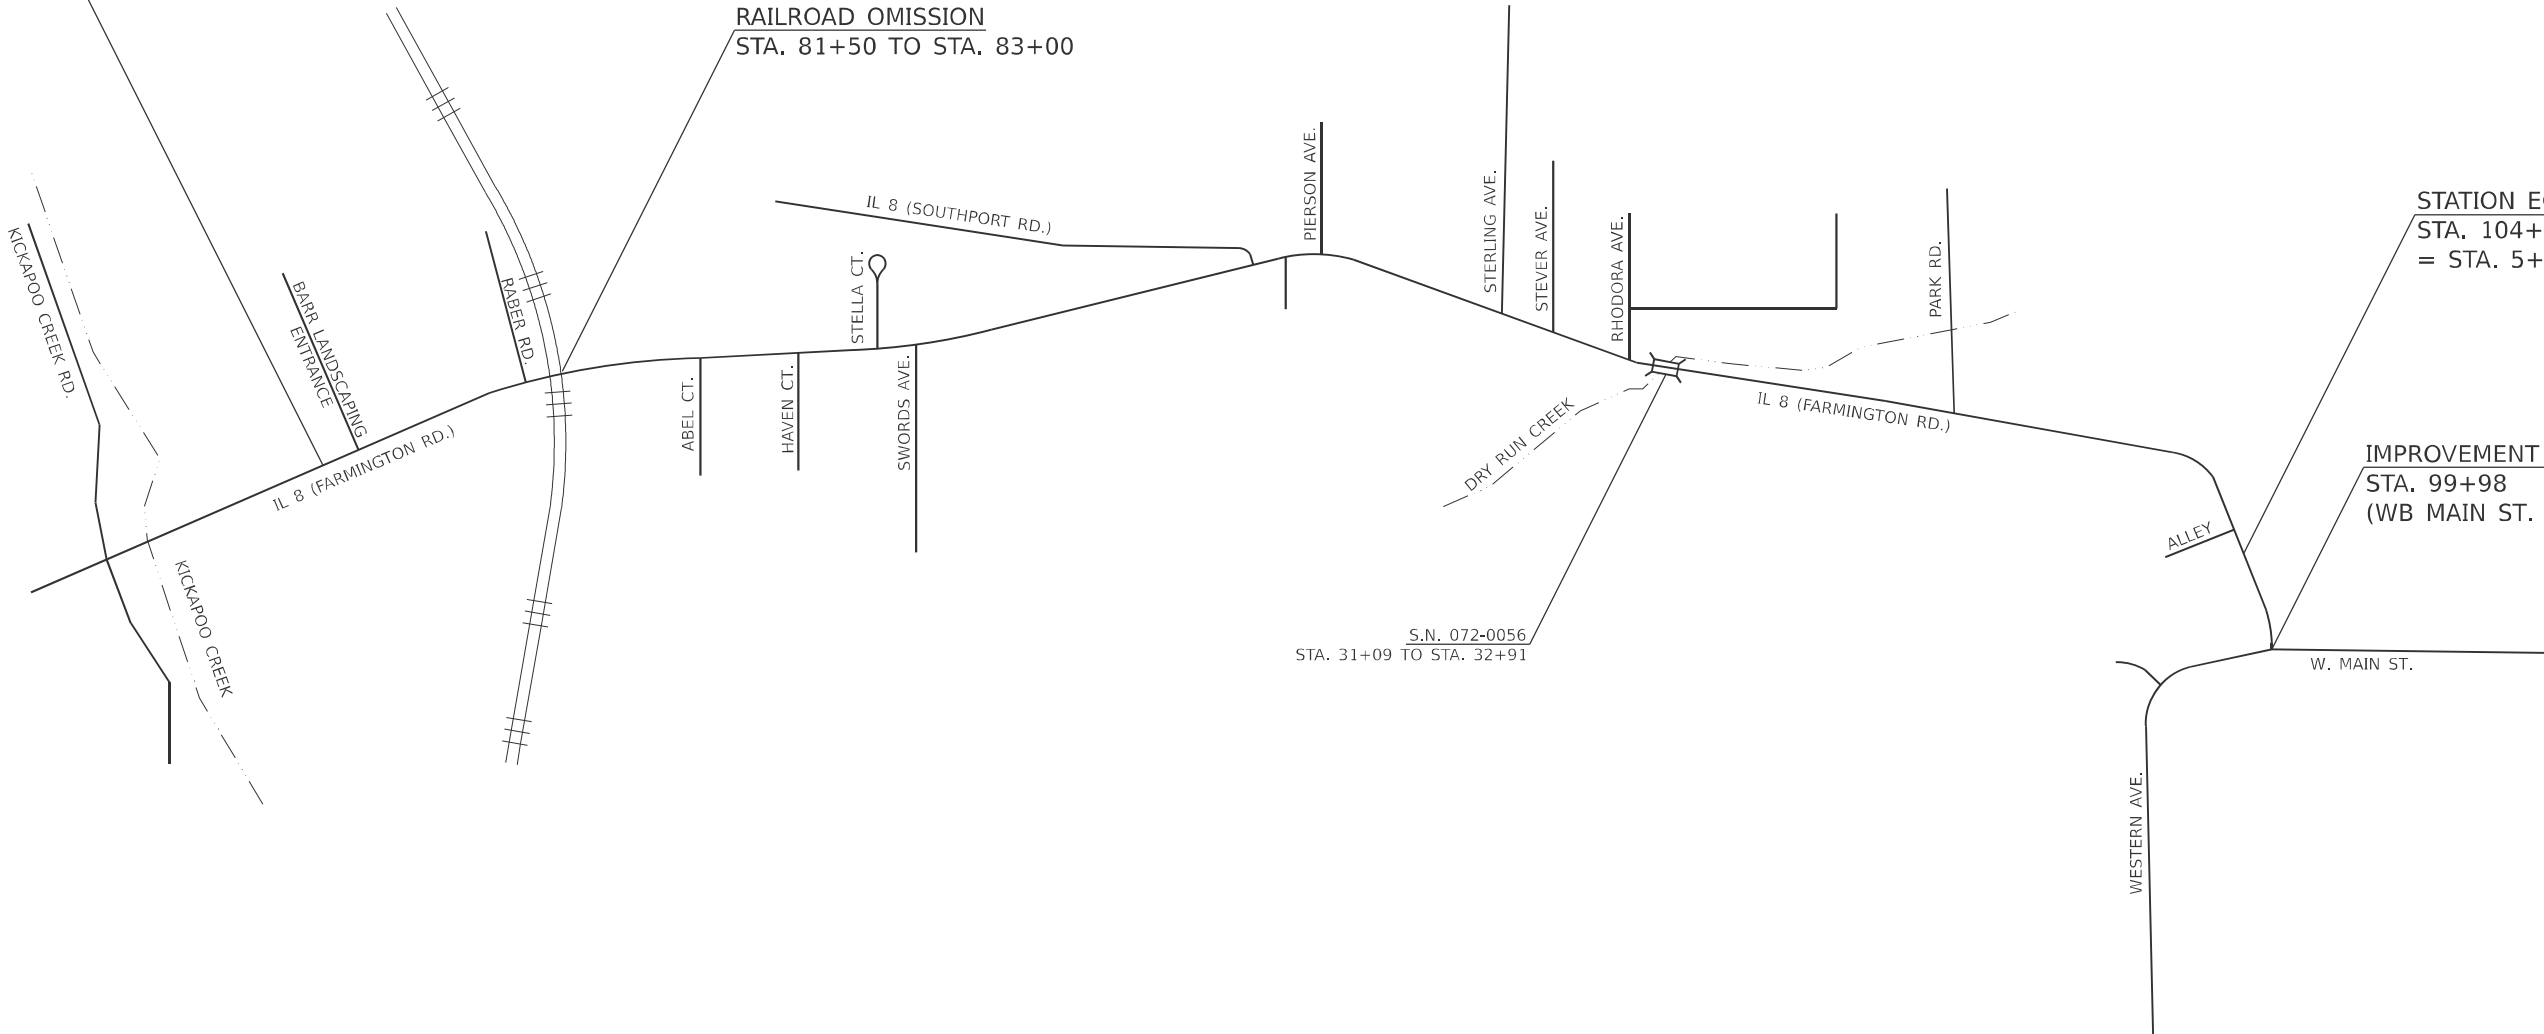 RAILROAD OMISSION
STA. 81+50 TO STA. 83+00
KICKAPOO CREEK RD.
BARR LANDSCAPING
ENTRANCE
RABER RD.
IL 8 (FARMINGTON RD.)
KICKAPOO CREEK
ABEL CT.
HAVEN CT.
STELLA CT.
SWORDS AVE.
IL 8 (SOUTHPORT RD.)
PIERSON AVE.
STERLING AVE.
STEVER AVE.
RHODORA AVE.
DRY RUN CREEK
S.N. 072-0056
STA. 31+09 TO STA. 32+91
IL 8 (FARMINGTON RD.)
PARK RD.
STATION
STA. 104+
= STA. 5+
IMPROVEMENT
STA. 99+98
(WB MAIN ST.
ALLEY
W. MAIN ST.
WESTERN AVE.